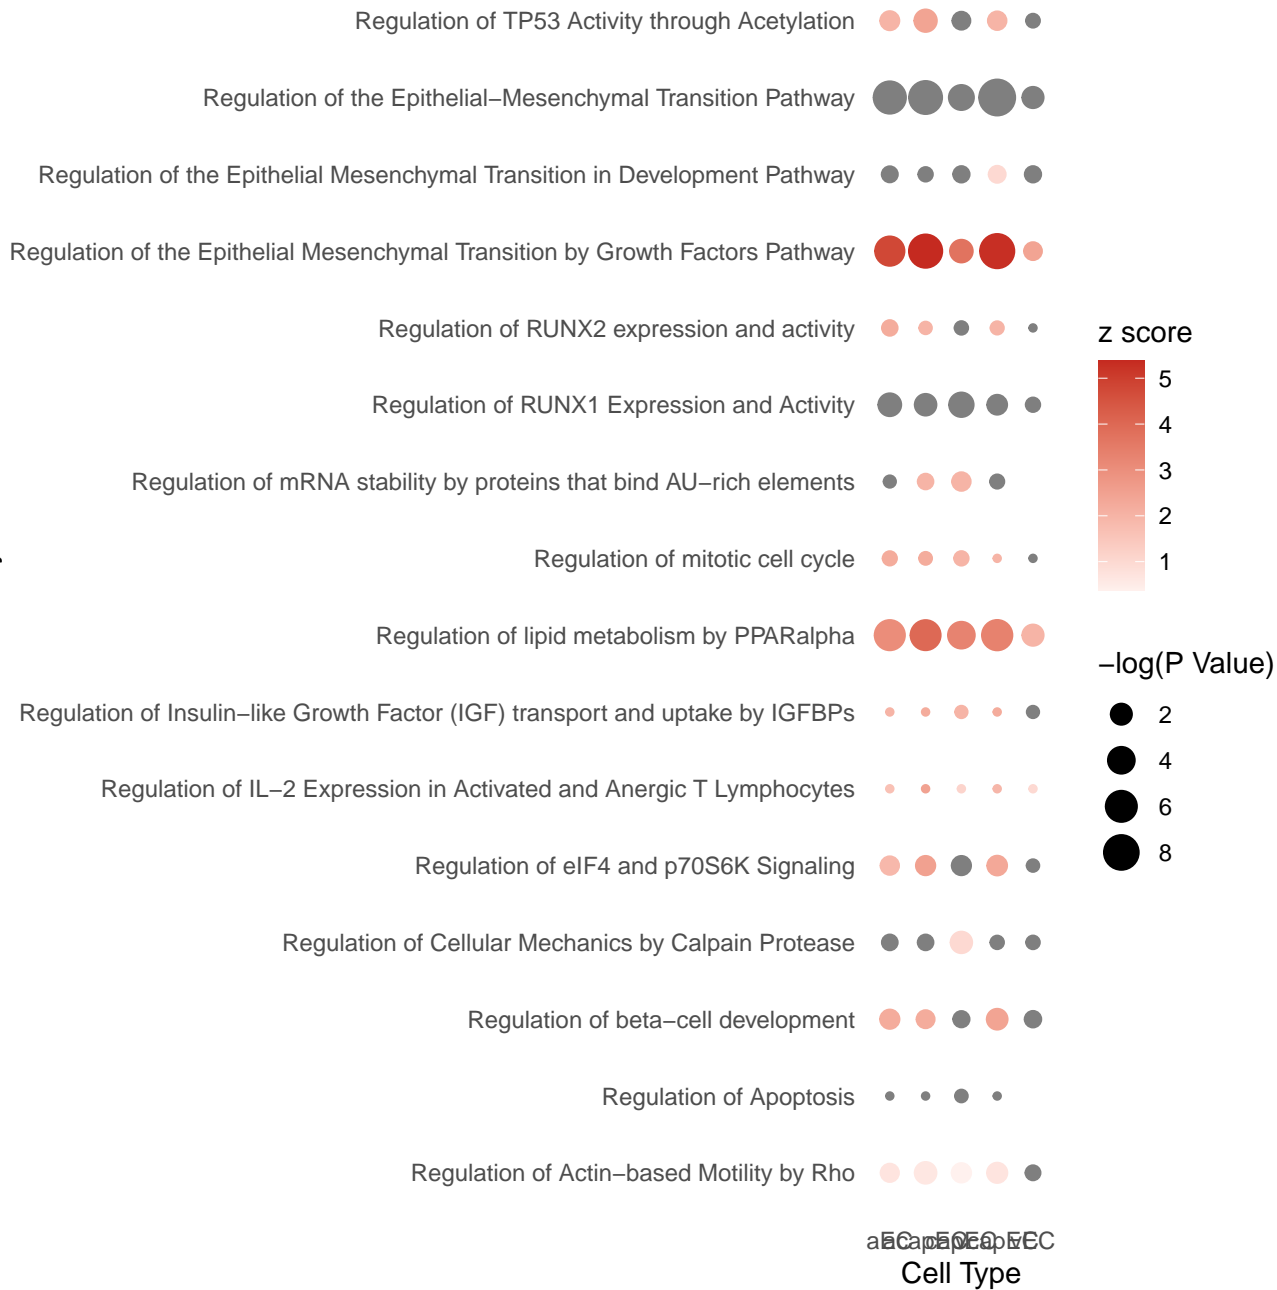 Regulation of TP53 Activity through Acetylation
Regulation of the Epithelial−Mesenchymal Transition Pathway
Regulation of the Epithelial Mesenchymal Transition in Development Pathway
Regulation of the Epithelial Mesenchymal Transition by Growth Factors Pathway
Regulation of RUNX2 expression and activity
Regulation of RUNX1 Expression and Activity
Regulation of mRNA stability by proteins that bind AU−rich elements
Regulation of mitotic cell cycle
Regulation of lipid metabolism by PPARalpha
Regulation of Insulin−like Growth Factor (IGF) transport and uptake by IGFBPs
Regulation of IL−2 Expression in Activated and Anergic T Lymphocytes
Regulation of eIF4 and p70S6K Signaling
Regulation of Cellular Mechanics by Calpain Protease
Regulation of beta−cell development
Regulation of Apoptosis
Regulation of Actin−based Motility by Rho
Cell Type
z score
5
4
3
2
1
−log(P Value)
2
4
6
8